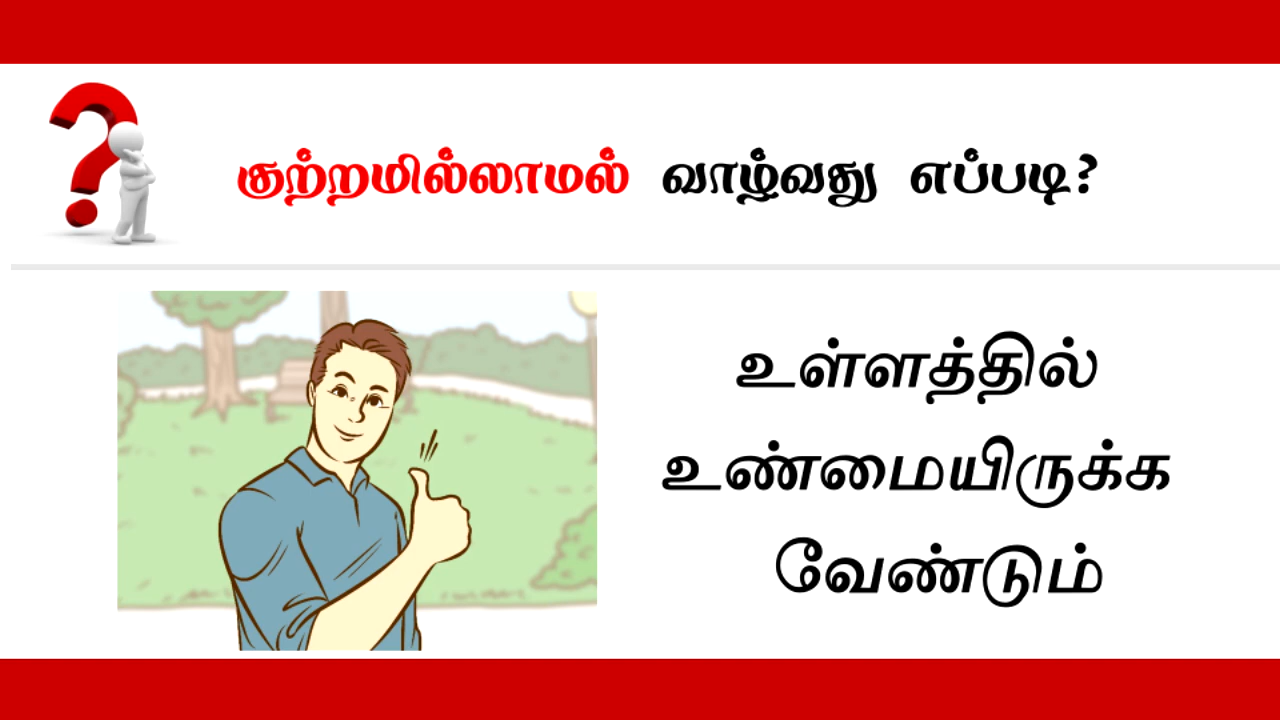 குற்றமில்லாமல் வாழ்வது எப்படி?
உள்ளத்தில்
உண்மையிருக்க
வேண்டும்